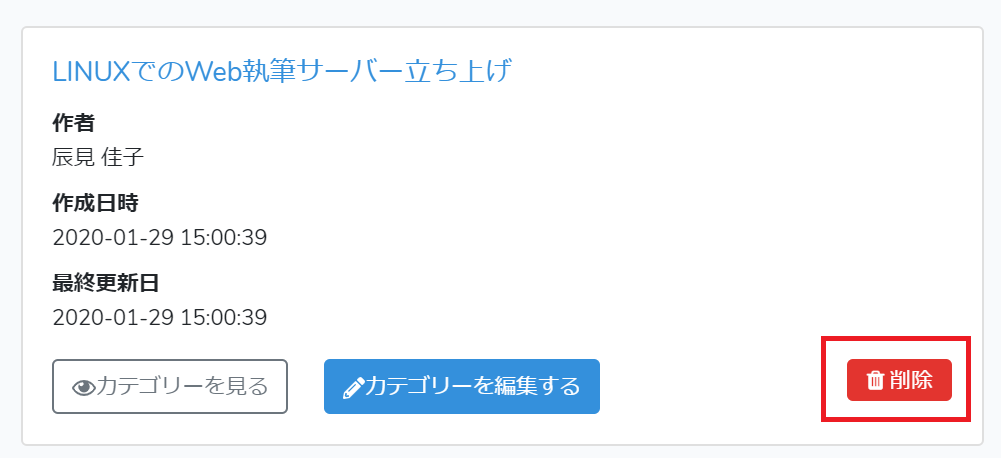 LINUXでのWeb執筆サーバー立ち上げ
作者
辰見 佳子
作成日時
2020-01-29 15:00:39
最終更新日
2020-01-29 15:00:39
カテゴリーを見る
カテゴリーを編集する
削除